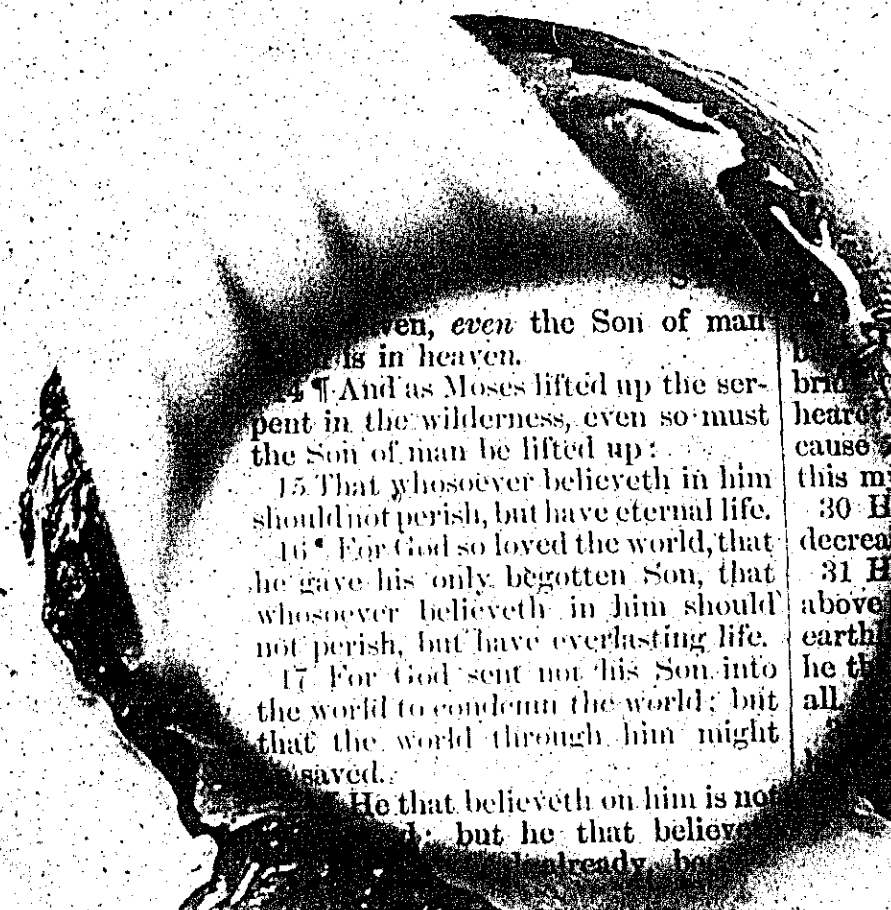 en, even the Son of man
is in heaven.
14 ¶ And as Moses lifted up the ser-
pent in the wilderness, even so must
the Son of man be lifted up:
15 That whosoever believeth in him
should not perish, but have eternal life.
16 ¶ For God so loved the world, that
he gave his only begotten Son, that
whosoever believeth in him should
not perish, but have everlasting life.
17 For God sent not his Son into
the world to condemn the world; but
that the world through him might
saved.
He that believeth on him is not
but he that believe
already, be
hear
cause
this my
30 H
decrea
31 H
above
earth
he th
all